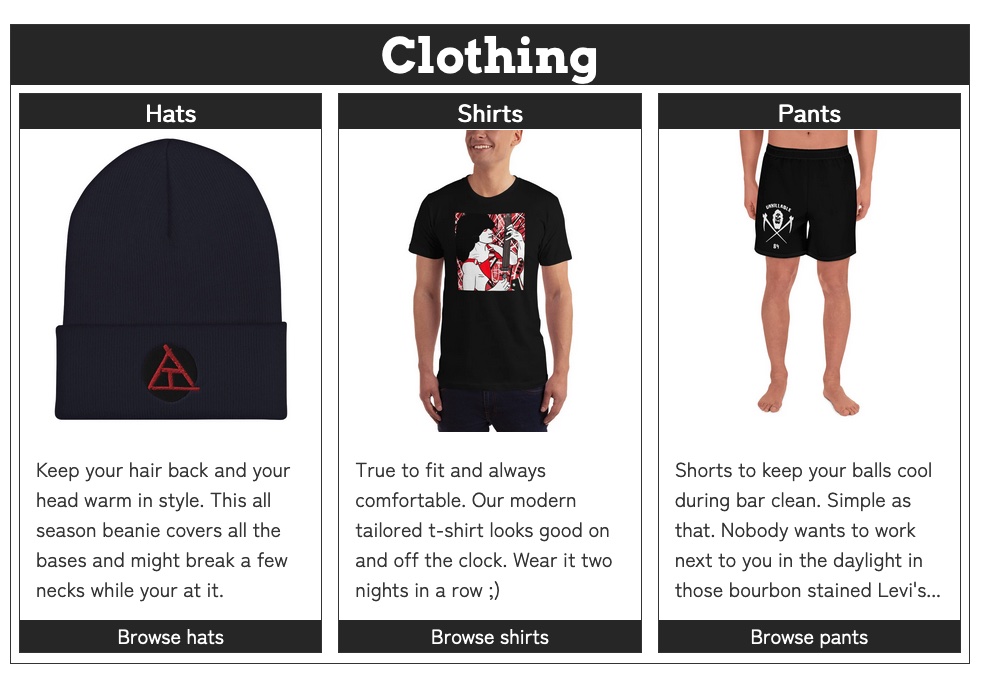 Clothing
Hats
Shirts
Pants
UNKILLABLE
84
Keep your hair back and your
head warm in style. This all
season beanie covers all the
bases and might break a few
necks while your at it.
True to fit and always
comfortable. Our modern
tailored t-shirt looks good on
and off the clock. Wear it two
nights in a row ;)
Shorts to keep your balls cool
during bar clean. Simple as
that. Nobody wants to work
next to you in the daylight in
those bourbon stained Levi's...
Browse hats
Browse shirts
Browse pants